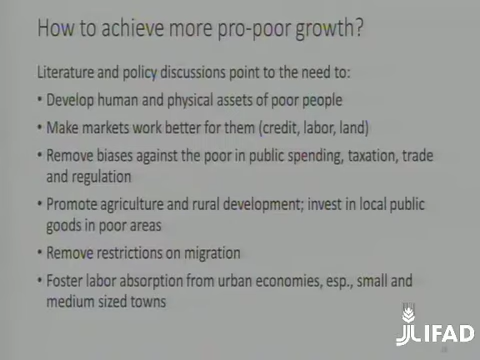 How to achieve more pro-poor growth?
Literature and policy discussions point to the need to:
• Develop human and physical assets of poor people
• Make markets work better for them (credit, labor, land)
• Remove biases against the poor in public spending, taxation, trade
and regulation
• Promote agriculture and rural development; invest in local public
goods in poor areas
• Remove restrictions on migration
• Foster labor absorption from urban economies, esp., small and
medium sized towns
IFAD